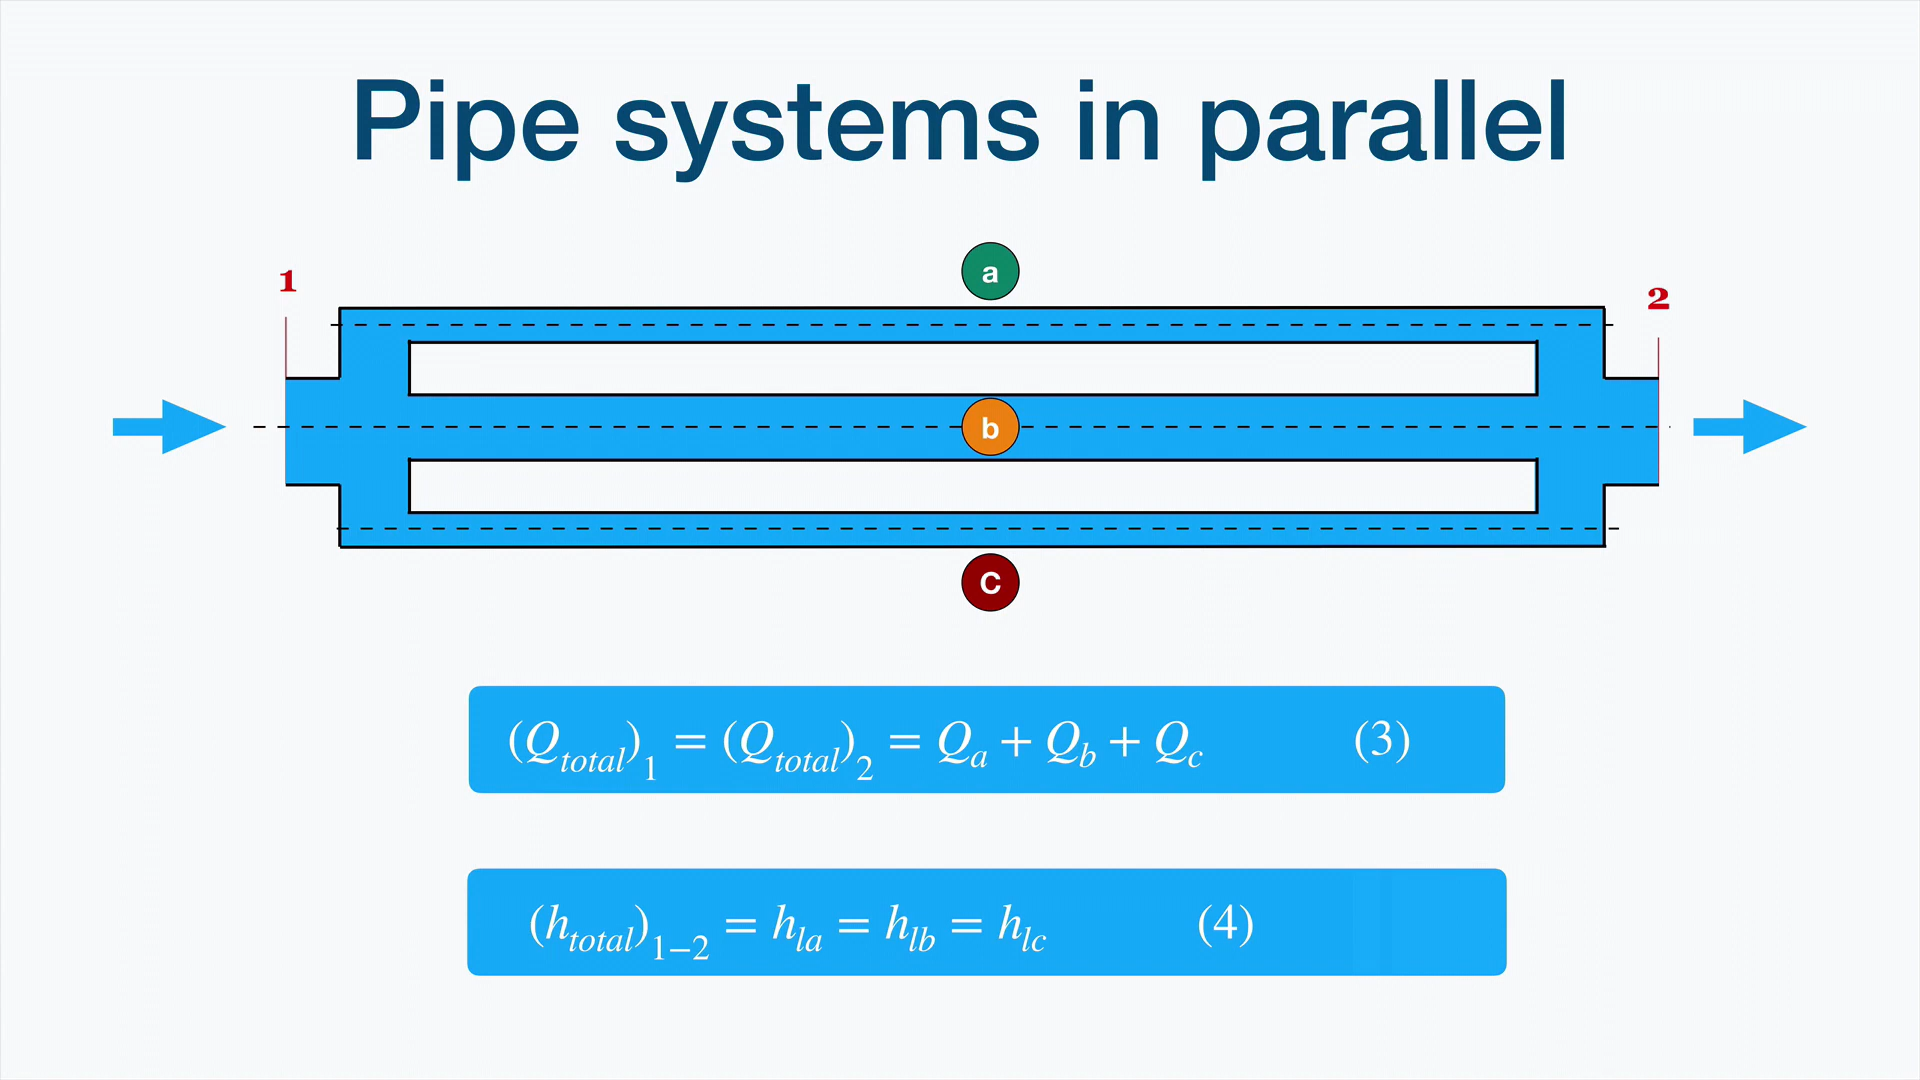 Pipe systems in parallel
a
1
2
b
c
(Q_total)_1 = (Q_total)_2 = Q_a + Q_b + Q_c (3)
(h_total)_1−2 = h_la = h_lb = h_lc (4)